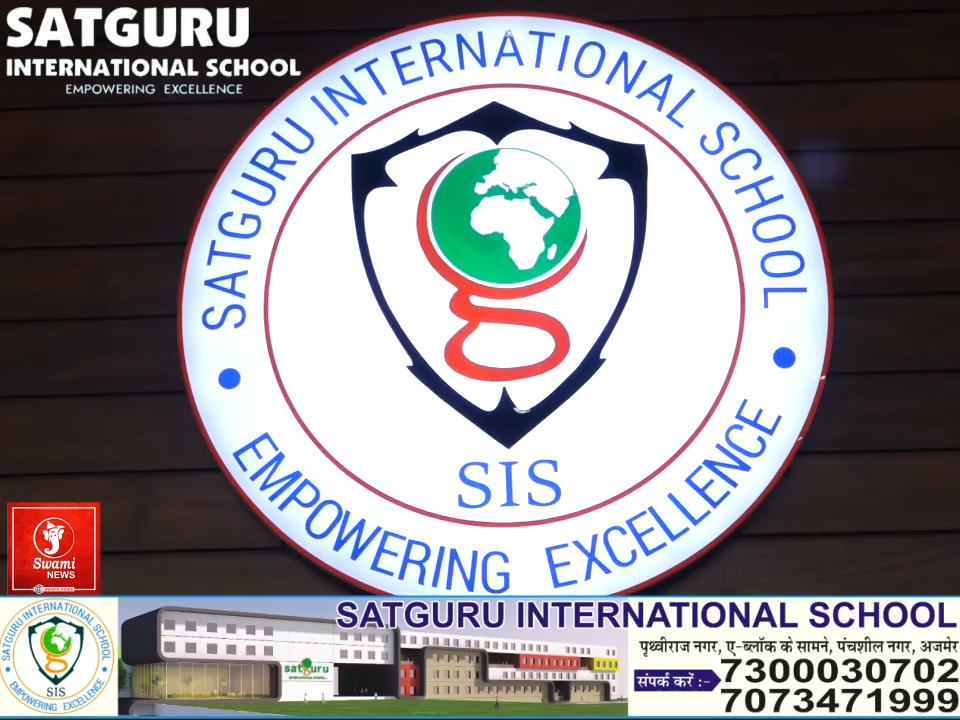 SATGURU
INTERNATIONAL SCHOOL
EMPOWERING EXCELLENCE
SATGURU INTERNATIONAL SCHOOL
SIS
EMPOWERING EXCELLENCE
Swami
NEWS
SATGURU INTERNATIONAL SCHOOL
SIS
EMPOWERING EXCELLENCE
satguru
SATGURU INTERNATIONAL SCHOOL
पृथ्वीराज नगर, ए-ब्लॉक के सामने, पंचशील नगर, अजमेर
संपर्क करें :-
7300030702
7073471999